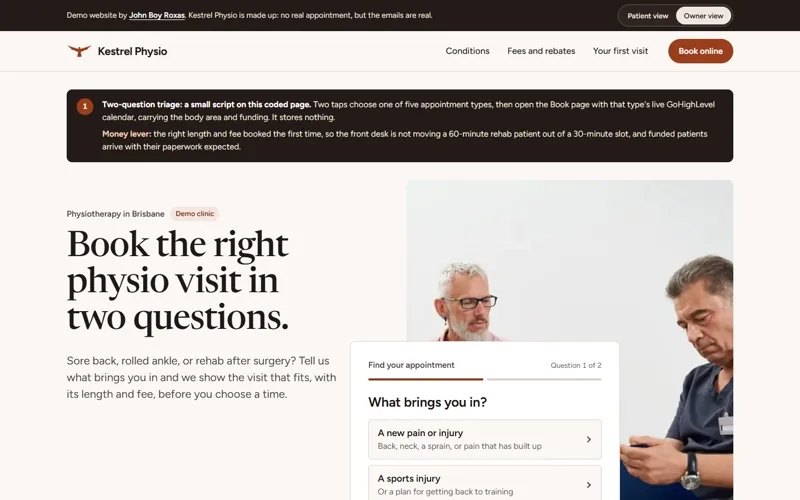 Demo website by John Boy Roxas. Kestrel Physio is made up: no real appointment, but the emails are real.
Patient view
Owner view
Kestrel Physio
Conditions
Fees and rebates
Your first visit
Book online
1
Two-question triage: a small script on this coded page. Two taps choose one of five appointment types, then open the Book page with that type's live GoHighLevel
calendar, carrying the body area and funding. It stores nothing.
Money lever: the right length and fee booked the first time, so the front desk is not moving a 60-minute rehab patient out of a 30-minute slot, and funded patients
arrive with their paperwork expected.
Physiotherapy in Brisbane
Demo clinic
Book the right
physio visit in
two questions.
Sore back, rolled ankle, or rehab after surgery? Tell us
what brings you in and we show the visit that fits, with
its length and fee, before you choose a time.
Find your appointment
Question 1 of 2
What brings you in?
A new pain or injury
Back, neck, a sprain, or pain that has built up
A sports injury
Or a plan for getting back to training